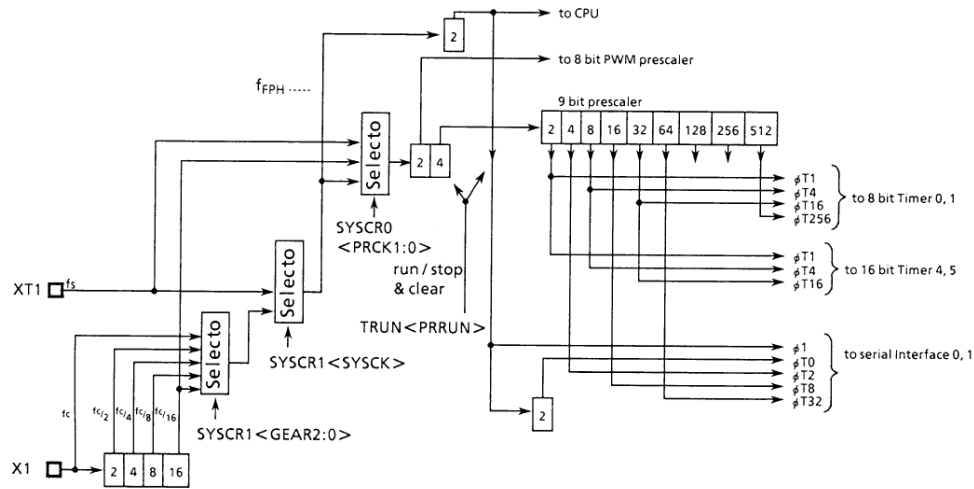 to CPU
2
to 8 bit PWM prescaler
fFPH -----
9 bit prescaler
2 4 8 16 32 64 128 256 512
Selecto
2 4
φT1
φT4
φT16
φT256
to 8 bit Timer 0, 1
SYSCR0
<PRCK1:0>
run / stop
& clear
TRUN<PRRUN>
φT1
φT4
φT16
to 16 bit Timer 4, 5
XT1
fs
Selecto
SYSCR1<SYSCK>
Selecto
SYSCR1<GEAR2:0>
φ1
φT0
φT2
φT8
φT32
to serial Interface 0, 1
2
fc
fc/2
fc/4
fc/8
fc/16
X1
2 4 8 16